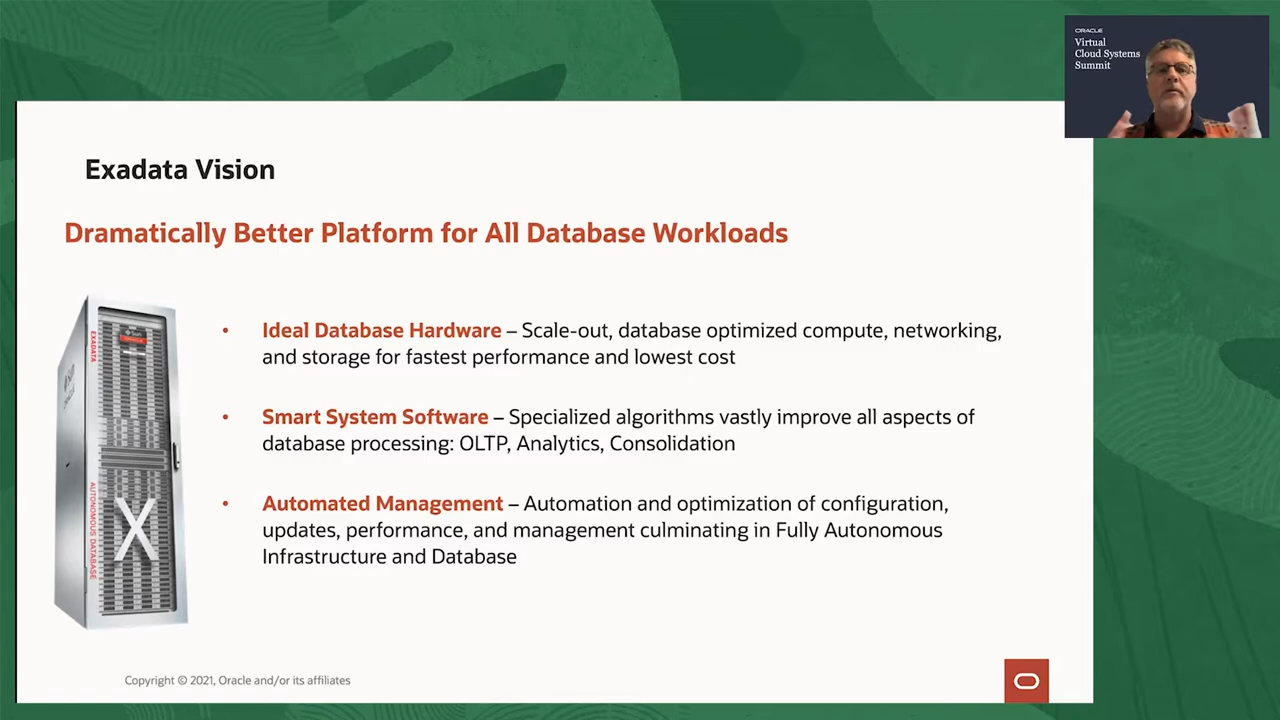 ORACLE
Virtual
Cloud Systems
Summit
Exadata Vision
Dramatically Better Platform for All Database Workloads
EXADATA
AUTONOMOUS DATABASE
X
• Ideal Database Hardware – Scale-out, database optimized compute, networking,
and storage for fastest performance and lowest cost
• Smart System Software – Specialized algorithms vastly improve all aspects of
database processing: OLTP, Analytics, Consolidation
• Automated Management – Automation and optimization of configuration,
updates, performance, and management culminating in Fully Autonomous
Infrastructure and Database
Copyright © 2021, Oracle and/or its affiliates